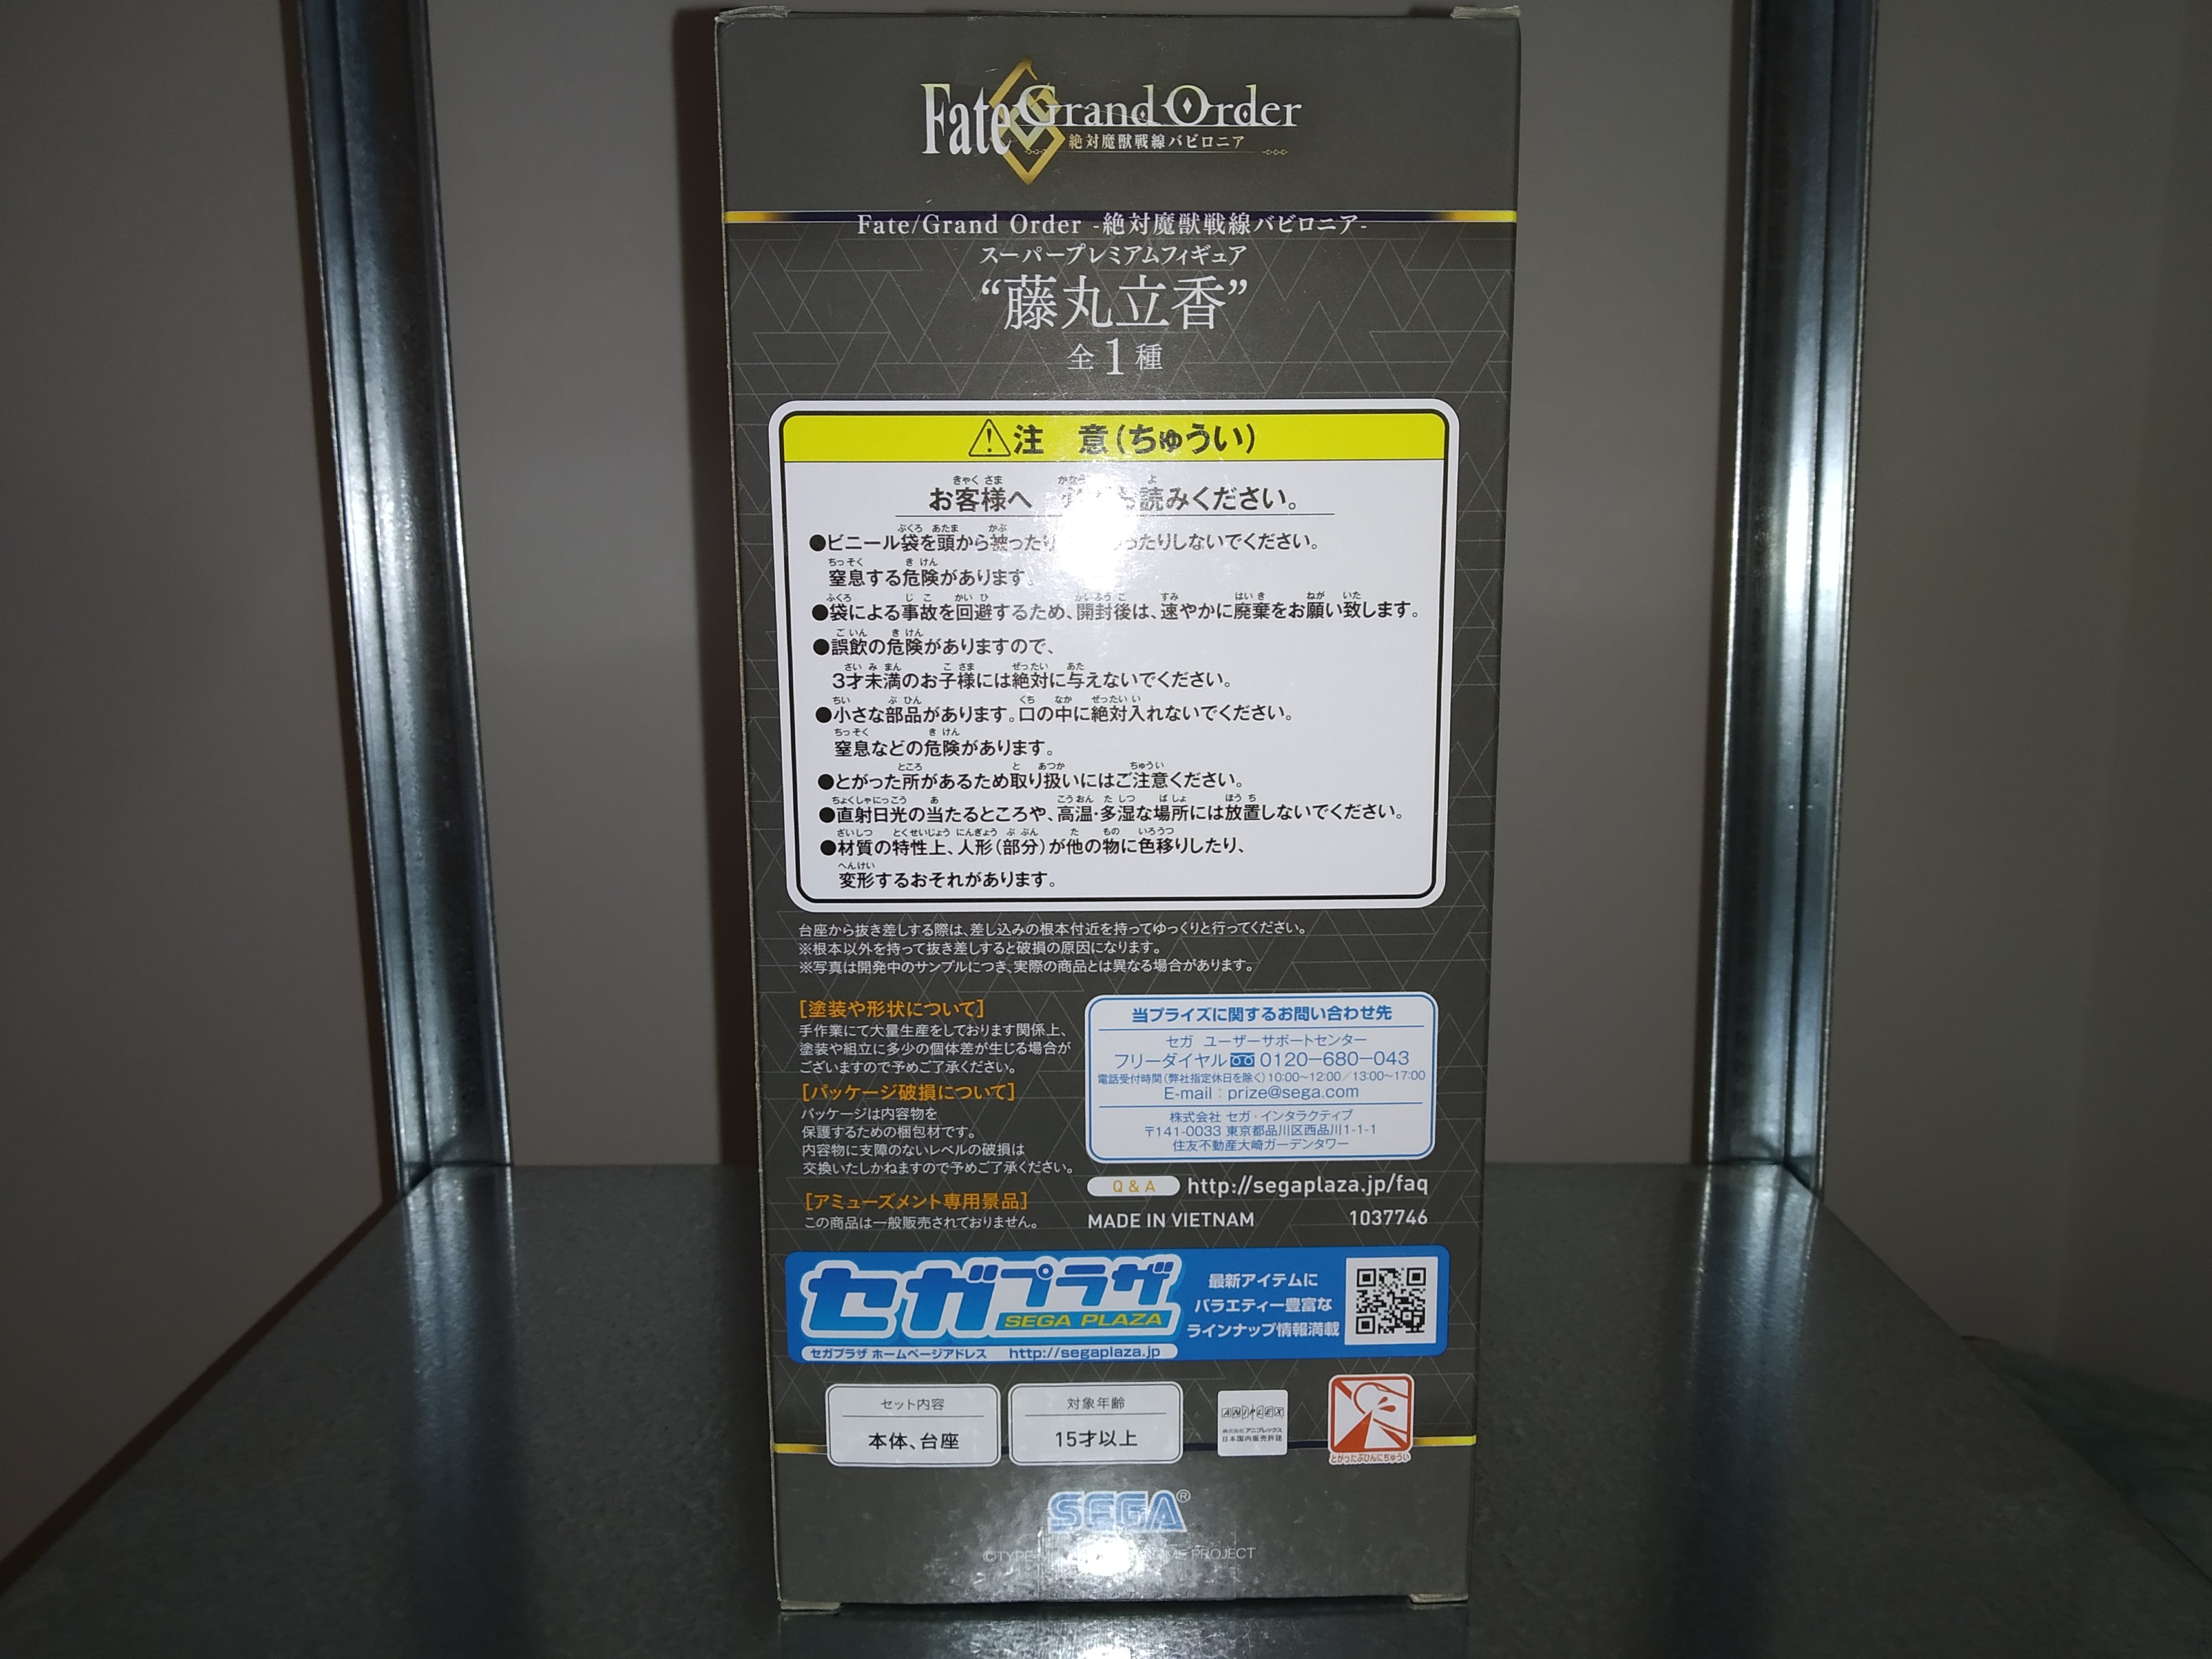 Fate Grand Order
絶対魔獣戦線バビロニア
Fate/Grand Order -絶対魔獣戦線バビロニア-
スーパープレミアムフィギュア
“藤丸立香”
全1種
注 意(ちゅうい)
お客様へ 読みください。
●ビニール袋を頭から被ったり ったりしないでください。
窒息する危険があります。
●袋による事故を回避するため、開封後は、速やかに廃棄をお願い致します。
●誤飲の危険がありますので、
3才未満のお子様には絶対に与えないでください。
●小さな部品があります。口の中に絶対入れないでください。
窒息などの危険があります。
●とがった所があるため取り扱いにはご注意ください。
●直射日光の当たるところや、高温・多湿な場所には放置しないでください。
●材質の特性上、人形(部分)が他の物に色移りしたり、
変形するおそれがあります。
台座から抜き差しする際は、差し込みの根本付近を持ってゆっくりと行ってください。
※根本以外を持って抜き差しすると破損の原因になります。
※写真は開発中のサンプルにつき、実際の商品とは異なる場合があります。
[塗装や形状について]
手作業にて大量生産をしております関係上、
塗装や組立に多少の個体差が生じる場合が
ございますので予めご了承ください。
[パッケージ破損について]
パッケージは内容物を
保護するための梱包材です。
内容物に支障のないレベルの破損は
交換いたしかねますので予めご了承ください。
[アミューズメント専用景品]
この商品は一般販売されておりません。
当プライズに関するお問い合わせ先
セガ ユーザーサポートセンター
フリーダイヤル 0120-680-043
電話受付時間(弊社指定休日を除く)10:00~12:00/13:00~17:00
E-mail:prize@sega.com
株式会社 セガ・インタラクティブ
〒141-0033 東京都品川区西品川1-1-1
住友不動産大崎ガーデンタワー
Q & A http://segaplaza.jp/faq
MADE IN VIETNAM 1037746
セガプラザ
SEGA PLAZA
セガプラザ ホームページアドレス http://segaplaza.jp
最新アイテムに
バラエティー豊富な
ラインナップ情報満載
セット内容
本体、台座
対象年齢
15才以上
ANIPLEX
株式会社アニプレックス
日本国内販売許諾
とがったぶひんにちゅうい
SEGA®
PROJECT